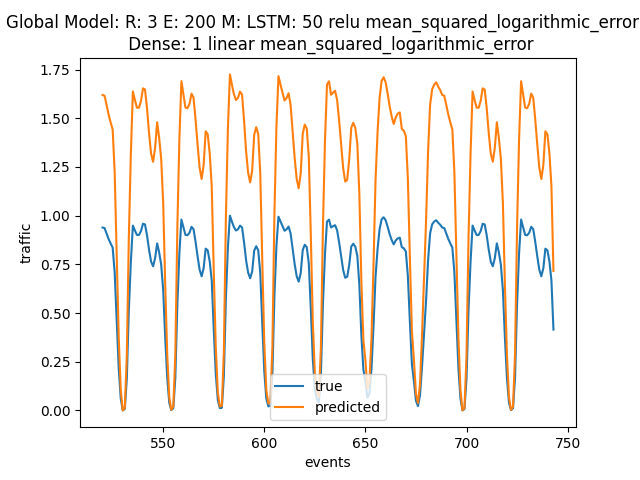 Global Model: R: 3 E: 200 M: LSTM: 50 relu mean_squared_logarithmic_error
Dense: 1 linear mean_squared_logarithmic_error
1.75
1.50
1.25
1.00
0.75
0.50
0.25
0.00
traffic
true
predicted
550
600
650
700
750
events